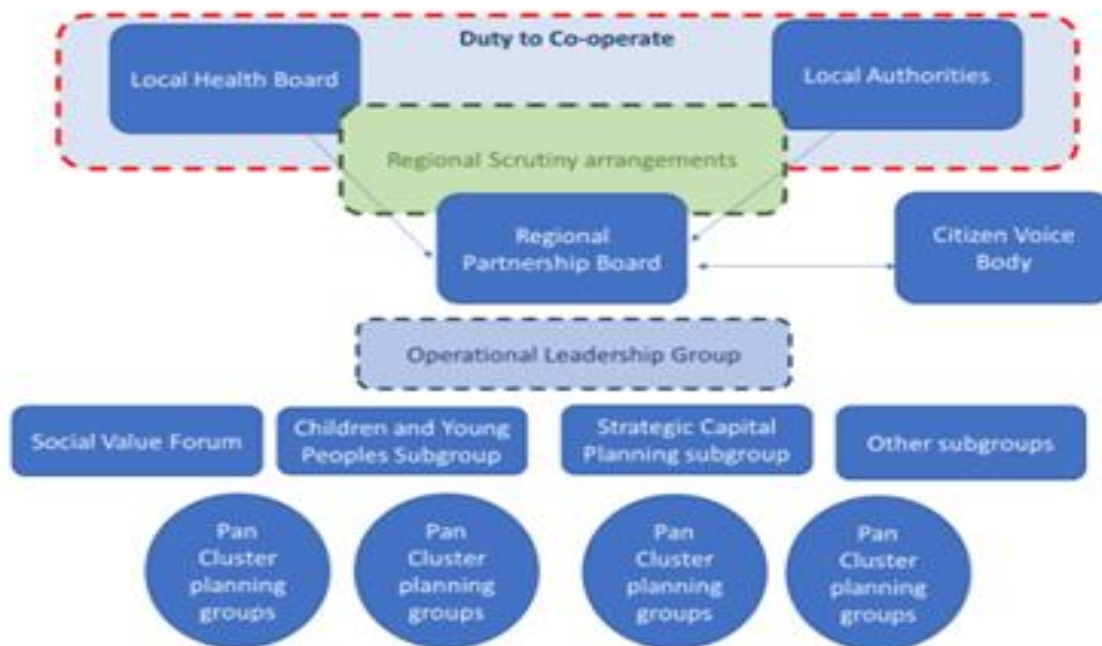 Duty to Co-operate
Local Health Board
Local Authorities
Regional Scrutiny arrangements
Regional
Partnership Board
Citizen Voice
Body
Operational Leadership Group
Social Value Forum
Children and Young
Peoples Subgroup
Strategic Capital
Planning subgroup
Other subgroups
Pan
Cluster
planning
groups
Pan
Cluster
planning
groups
Pan
Cluster
planning
groups
Pan
Cluster
planning
groups